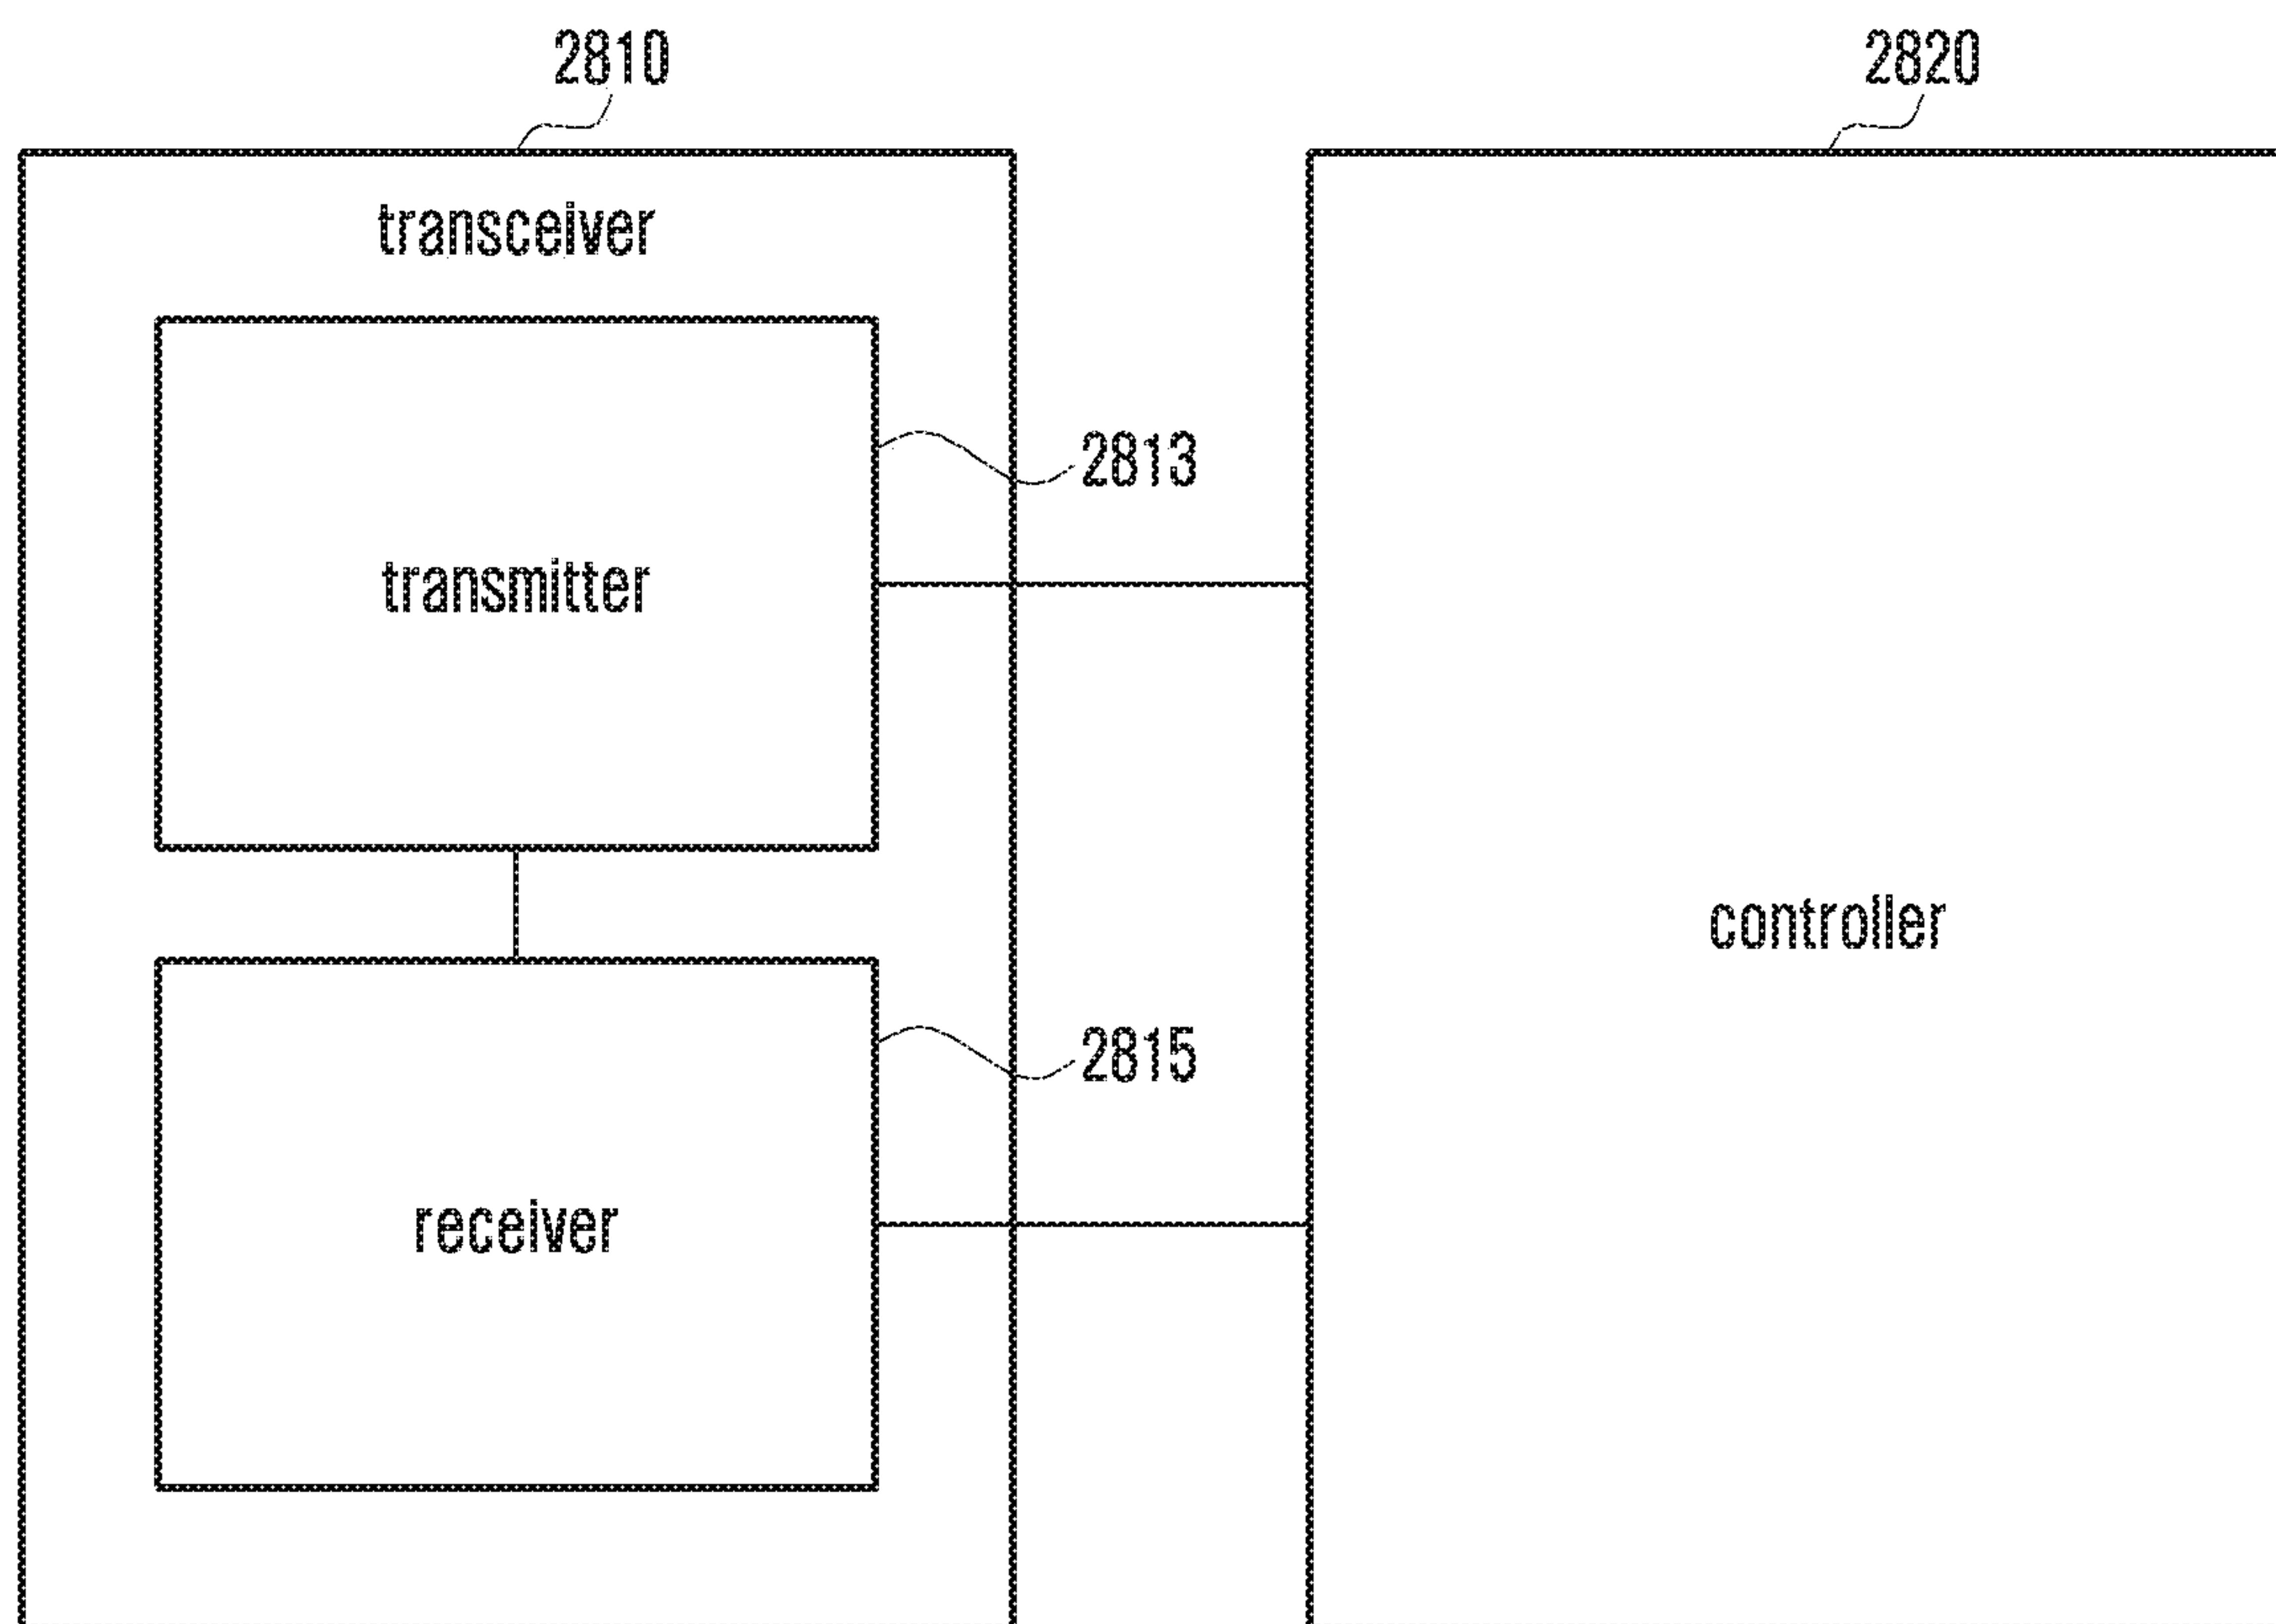 2810
2820
transceiver
2813
transmitter
controller
2815
receiver